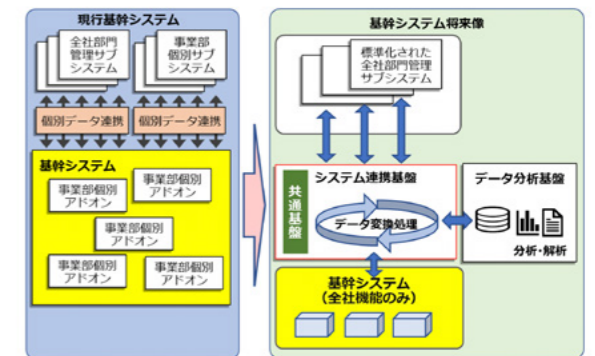 現行基幹システム
全社部門
管理サブ
システム
事業部
個別サブ
システム
個別データ連携
個別データ連携
基幹システム
事業部個別
アドオン
事業部個別
アドオン
事業部個別
アドオン
事業部個別
アドオン
事業部個別
アドオン
基幹システム将来像
標準化された
全社部門管理
サブシステム
システム連携基盤
共通基盤
データ変換処理
データ分析基盤
分析・解析
基幹システム
(全社機能のみ)